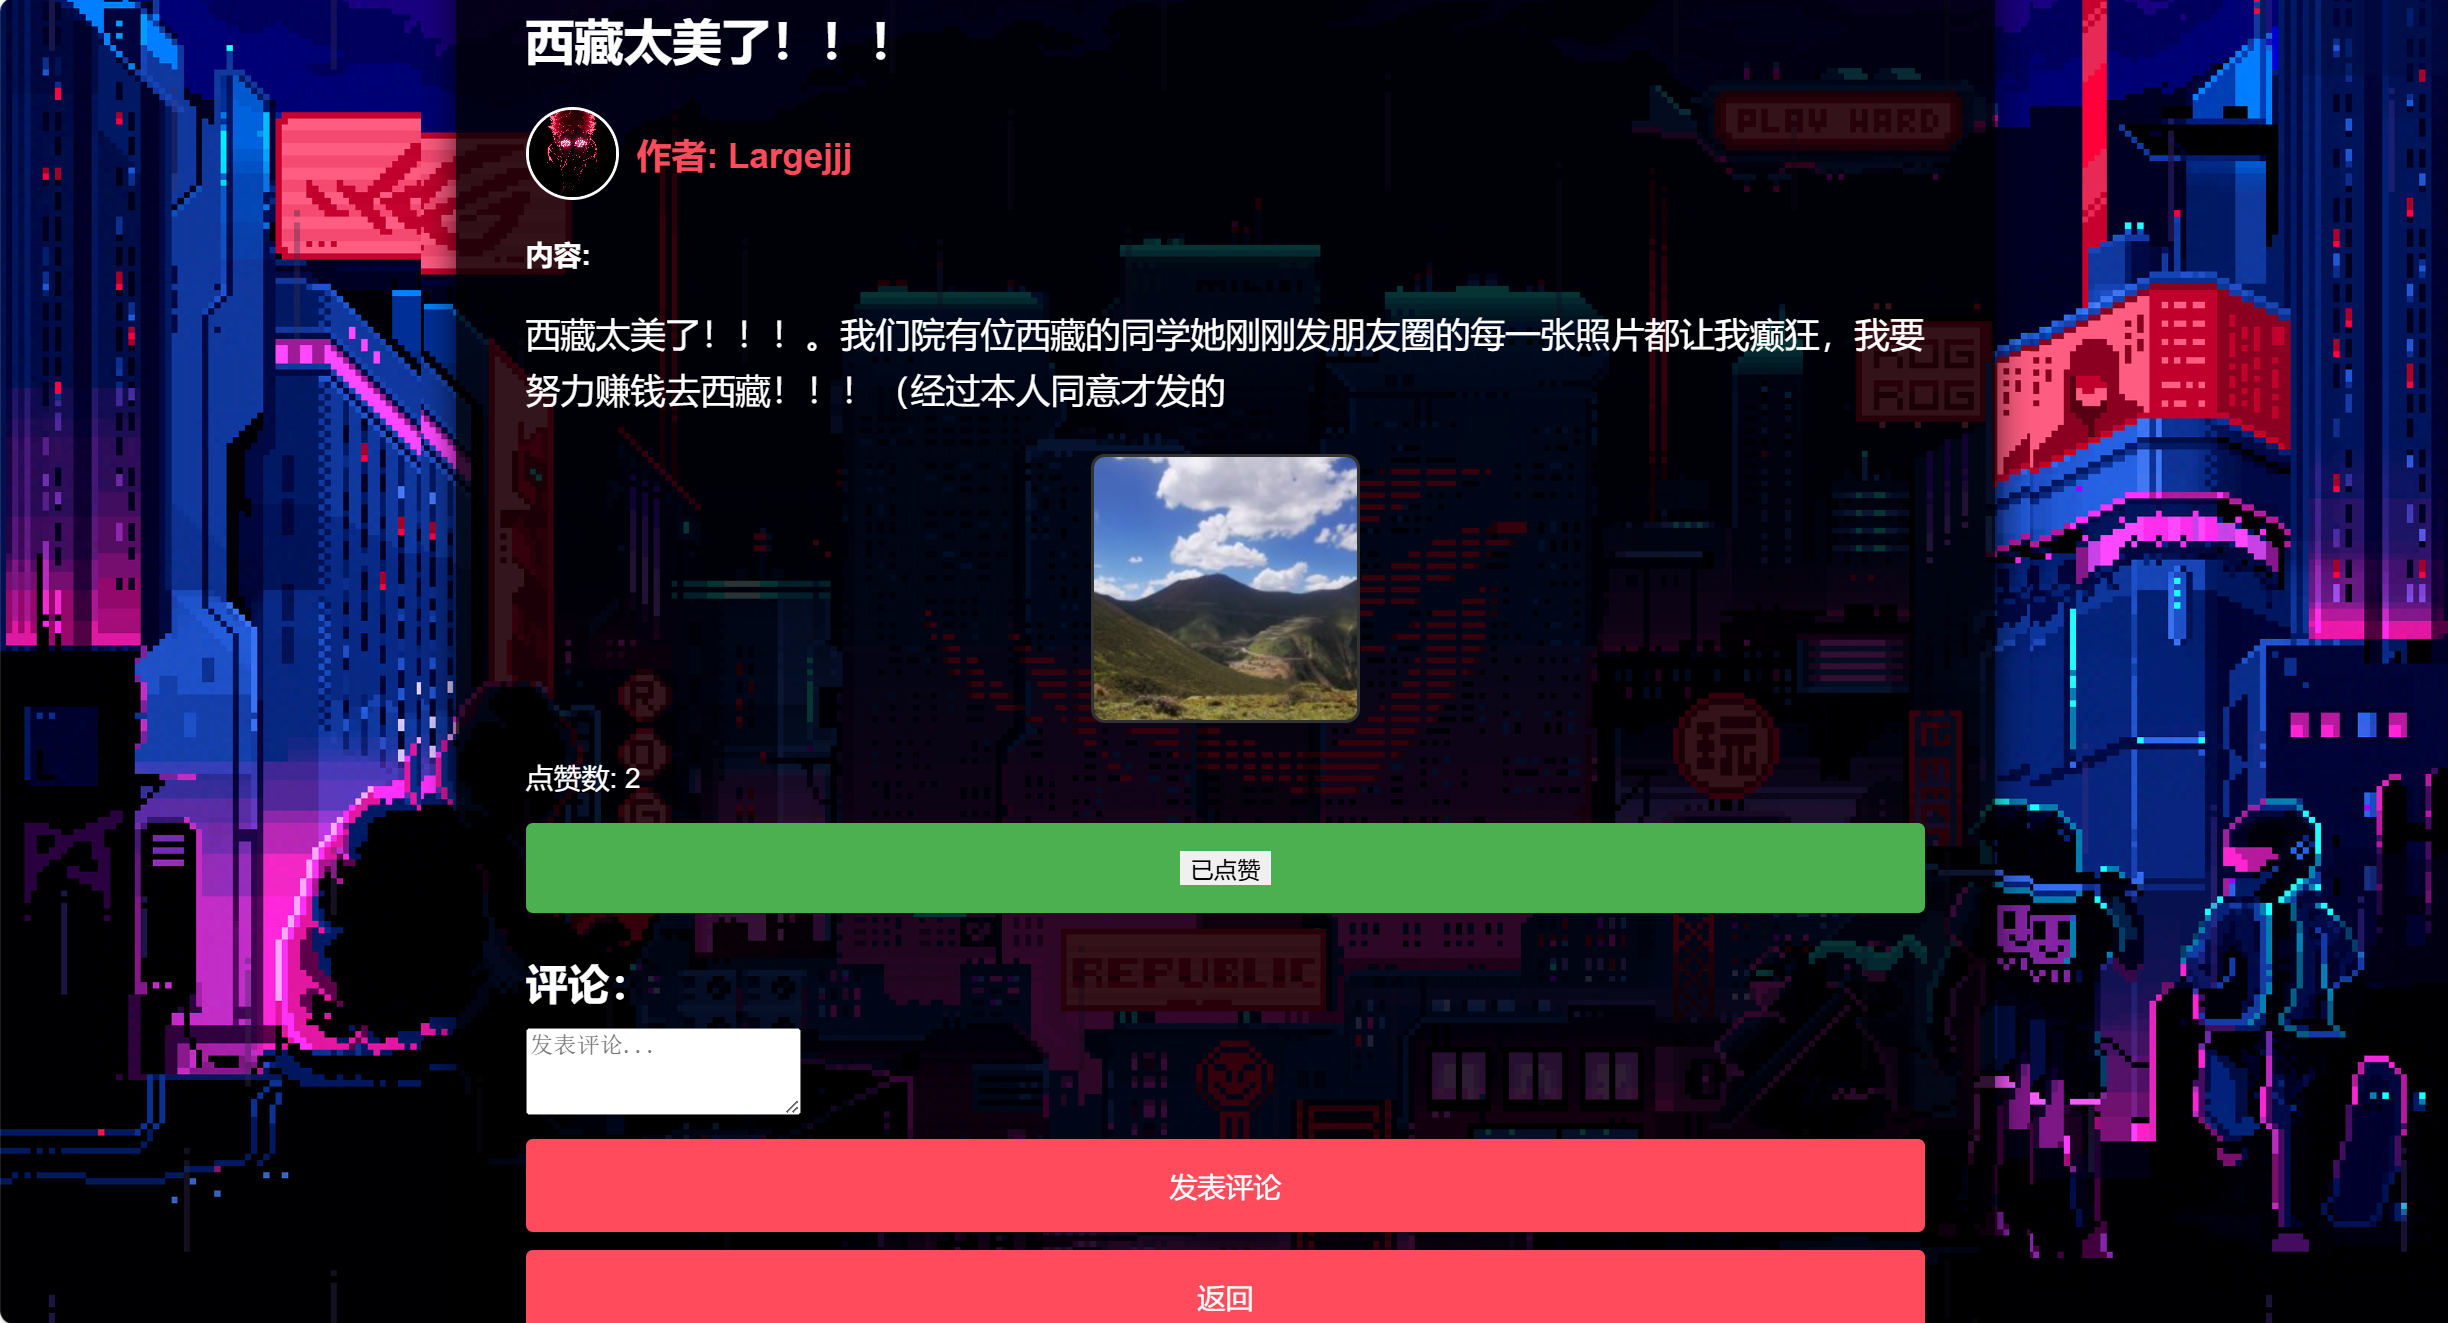 西藏太美了！！！
PLAY HARD
作者: Largejjj
内容:
西藏太美了！！！。我们院有位西藏的同学她刚刚发朋友圈的每一张照片都让我癫狂，我要
努力赚钱去西藏！！！（经过本人同意才发的
ROG
ROG
R
O
G
玩
点赞数: 2
已点赞
REPUBLIC
评论：
发表评论...
发表评论
返回